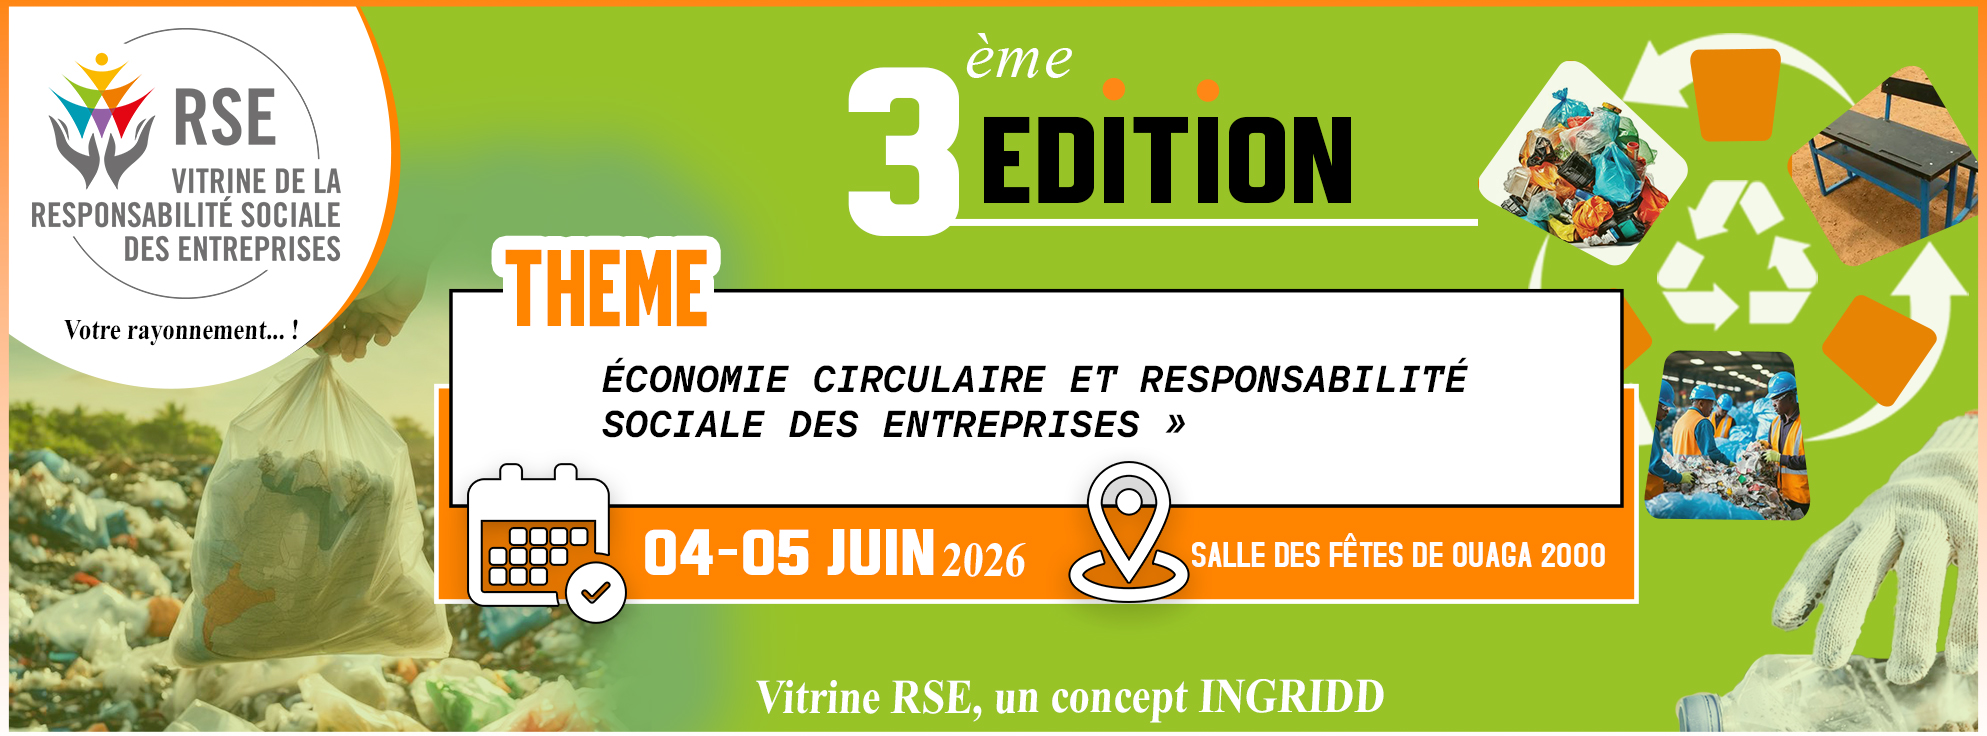 RSE
VITRINE DE LA
RESPONSABILITÉ SOCIALE
DES ENTREPRISES
Votre rayonnement... !
3ème
EDITION
THEME
ÉCONOMIE CIRCULAIRE ET RESPONSABILITÉ
SOCIALE DES ENTREPRISES »
04-05 JUIN 2026
SALLE DES FÊTES DE OUAGA 2000
Vitrine RSE, un concept INGRIDD